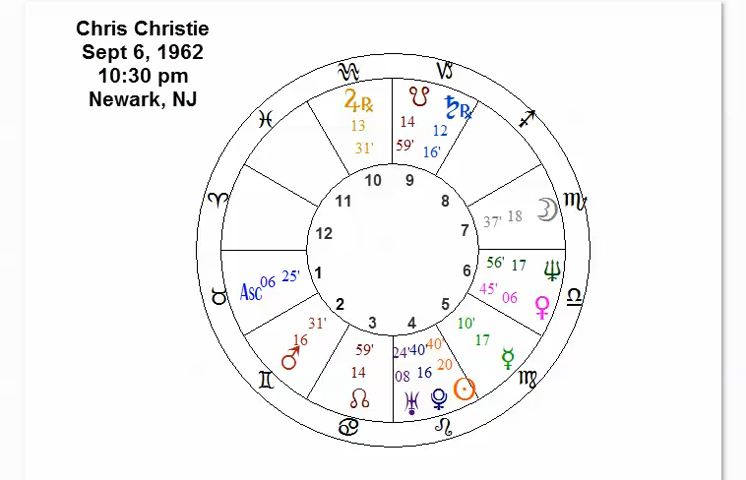 Chris Christie
Sept 6, 1962
10:30 pm
Newark, NJ
♒ ♑
♃℞ ☋ ♄℞
♓ 13 14 12 ♐
31' 59' 16'
10 9
♈ 11 8 37' 18 ☽ ♏
12 7
1 6 56' 17 ♆
♉ Asc 06 25' 45' 06 ♀ ♎
2 5
31' 3 4 10'
16 59' 24' 40' 40' 17
♂ 14 08 16 20 ☿
♊ ☊ ♅ ♇ ☉ ♍
♋ ♌